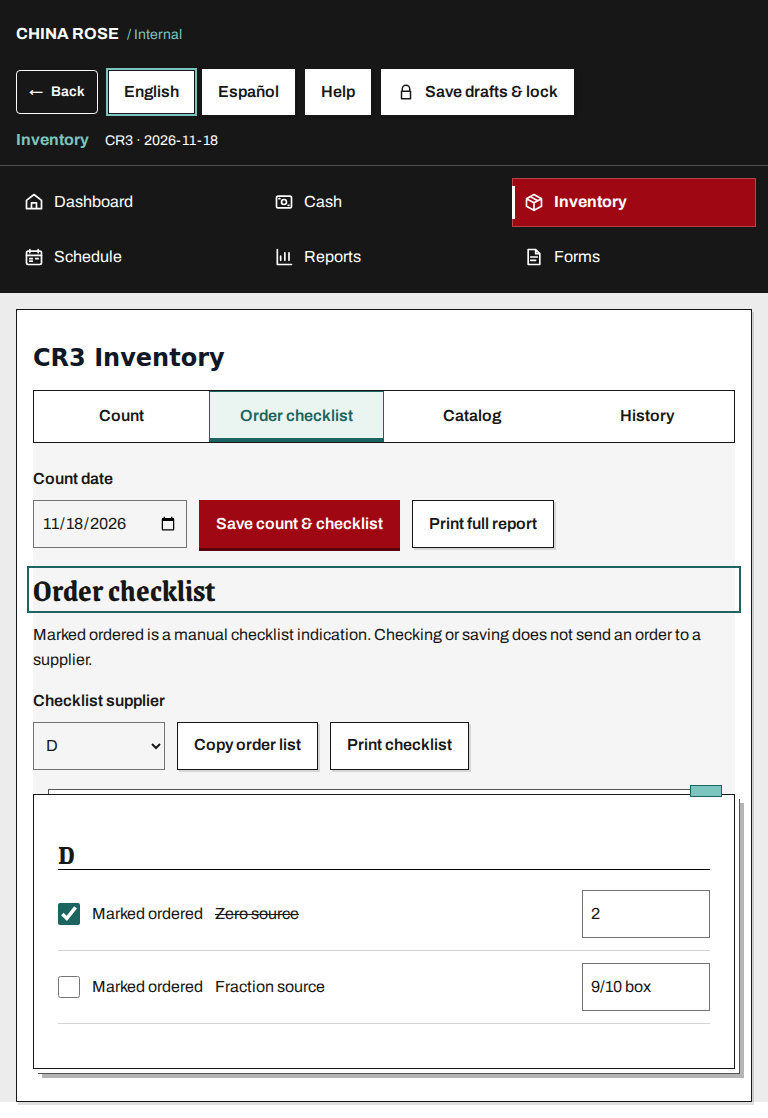 CHINA ROSE / Internal
← Back English Español Help Save drafts & lock
Inventory CR3 · 2026-11-18
Dashboard Cash Inventory
Schedule Reports Forms
CR3 Inventory
Count Order checklist Catalog History
Count date
11/18/2026 Save count & checklist Print full report
Order checklist
Marked ordered is a manual checklist indication. Checking or saving does not send an order to a
supplier.
Checklist supplier
D Copy order list Print checklist
D
Marked ordered Zero source 2
Marked ordered Fraction source 9/10 box